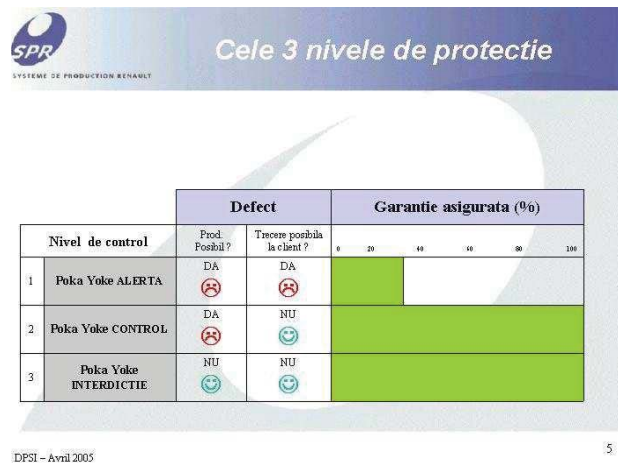 SPR
SYSTEME DE PRODUCTION RENAULT
Cele 3 nivele de protectie
Defect
Garantie asigurata (%)
Nivel de control
Prod. Posibil ?
Trecere posibila la client ?
0 20 40 60 80 100
1 Poka Yoke ALERTA DA DA
2 Poka Yoke CONTROL DA NU
3 Poka Yoke INTERDICTIE NU NU
DPSI – Avril 2005
5